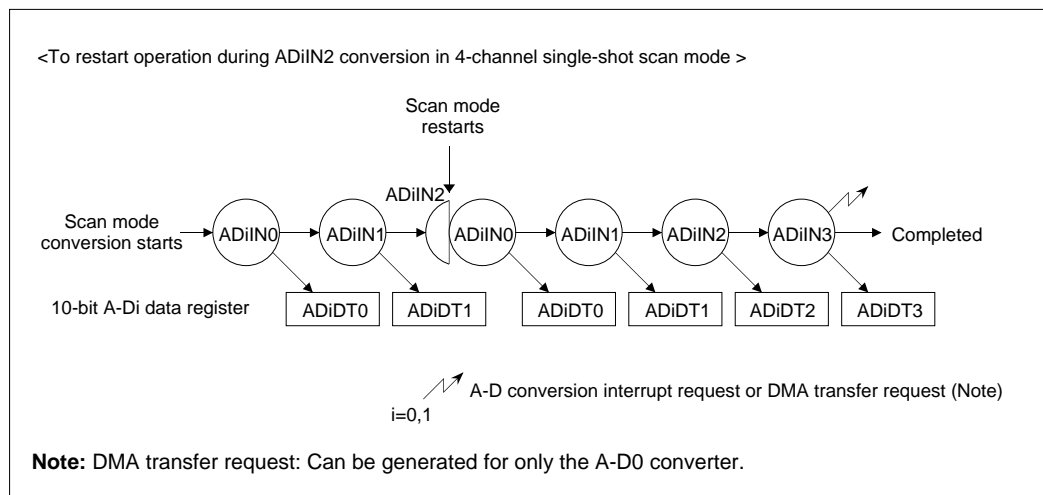 <To restart operation during ADiIN2 conversion in 4-channel single-shot scan mode >
Scan mode
restarts
ADiIN2
Scan mode
conversion starts
ADiIN0
ADiIN1
ADiIN0
ADiIN1
ADiIN2
ADiIN3
Completed
10-bit A-Di data register
ADiDT0
ADiDT1
ADiDT0
ADiDT1
ADiDT2
ADiDT3
A-D conversion interrupt request or DMA transfer request (Note)
i=0,1
Note: DMA transfer request: Can be generated for only the A-D0 converter.